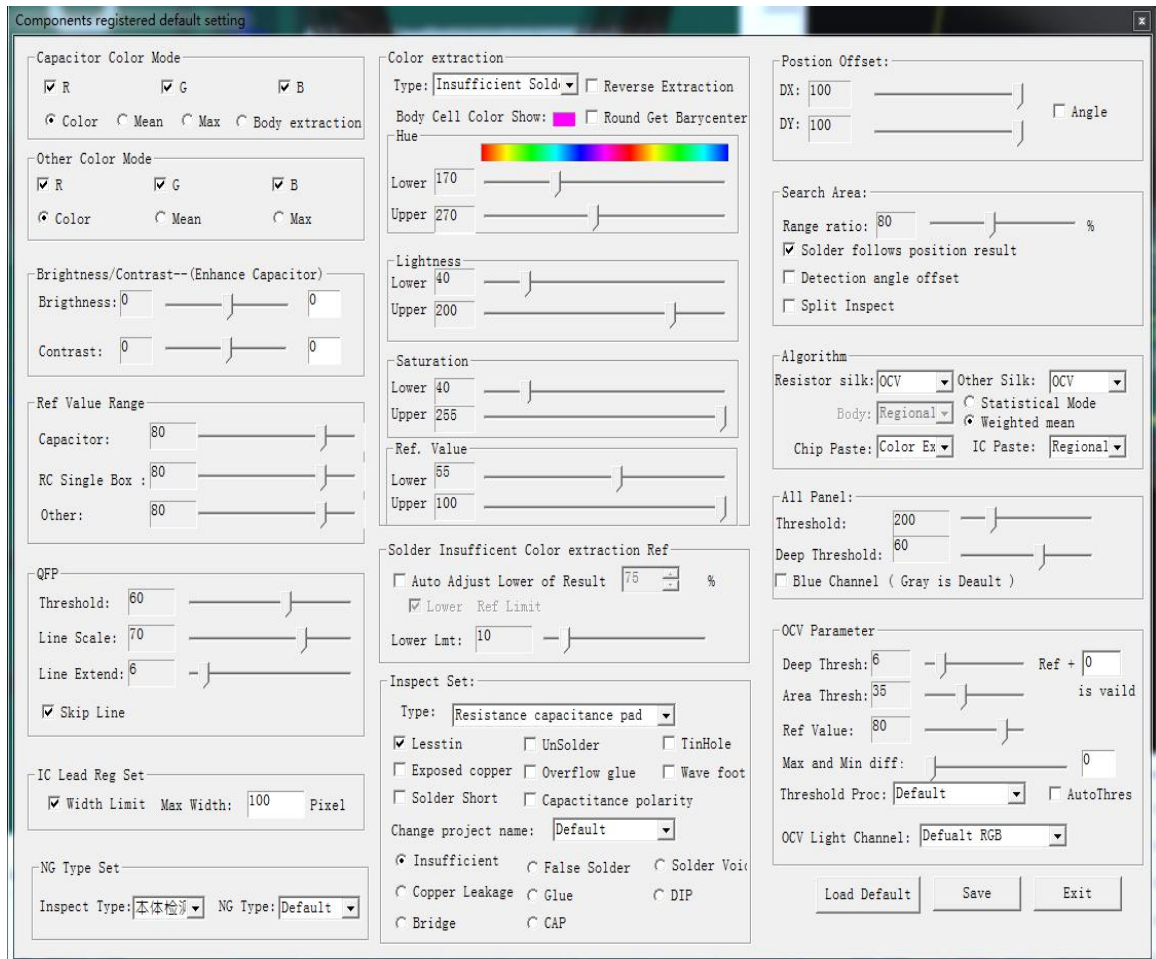 Components registered default setting
Capacitor Color Mode
R G B
Color Mean Max Body extraction
Other Color Mode
R G B
Color Mean Max
Brightness/Contrast--(Enhance Capacitor)
Brigthness: 0 0
Contrast: 0 0
Ref Value Range
Capacitor: 80
RC Single Box : 80
Other: 80
QFP
Threshold: 60
Line Scale: 70
Line Extend: 6
Skip Line
IC Lead Reg Set
Width Limit Max Width: 100 Pixel
NG Type Set
Inspect Type: 本体检 NG Type: Default
Color extraction
Type: Insufficient Sold Reverse Extraction
Body Cell Color Show: Round Get Barycenter
Hue
Lower 170
Upper 270
Lightness
Lower 40
Upper 200
Saturation
Lower 40
Upper 255
Ref. Value
Lower 55
Upper 100
Solder Insufficent Color extraction Ref
Auto Adjust Lower of Result 75 %
Lower Ref Limit
Lower Lmt: 10
Inspect Set:
Type: Resistance capacitance pad
Lesstin UnSolder TinHole
Exposed copper Overflow glue Wave foot
Solder Short Capactitance polarity
Change project name: Default
Insufficient False Solder Solder Voi
Copper Leakage Glue DIP
Bridge CAP
Postion Offset:
DX: 100
DY: 100
Angle
Search Area:
Range ratio: 80 %
Solder follows position result
Detection angle offset
Split Inspect
Algorithm
Resistor silk: OCV Other Silk: OCV
Body: Regional Statistical Mode
Weighted mean
Chip Paste: Color Ex IC Paste: Regional
All Panel:
Threshold: 200
Deep Threshold: 60
Blue Channel ( Gray is Deault )
OCV Parameter
Deep Thresh: 6 Ref + 0
Area Thresh: 35 is vaild
Ref Value: 80
Max and Min diff: 0
Threshold Proc: Default AutoThres
OCV Light Channel: Defualt RGB
Load Default Save Exit